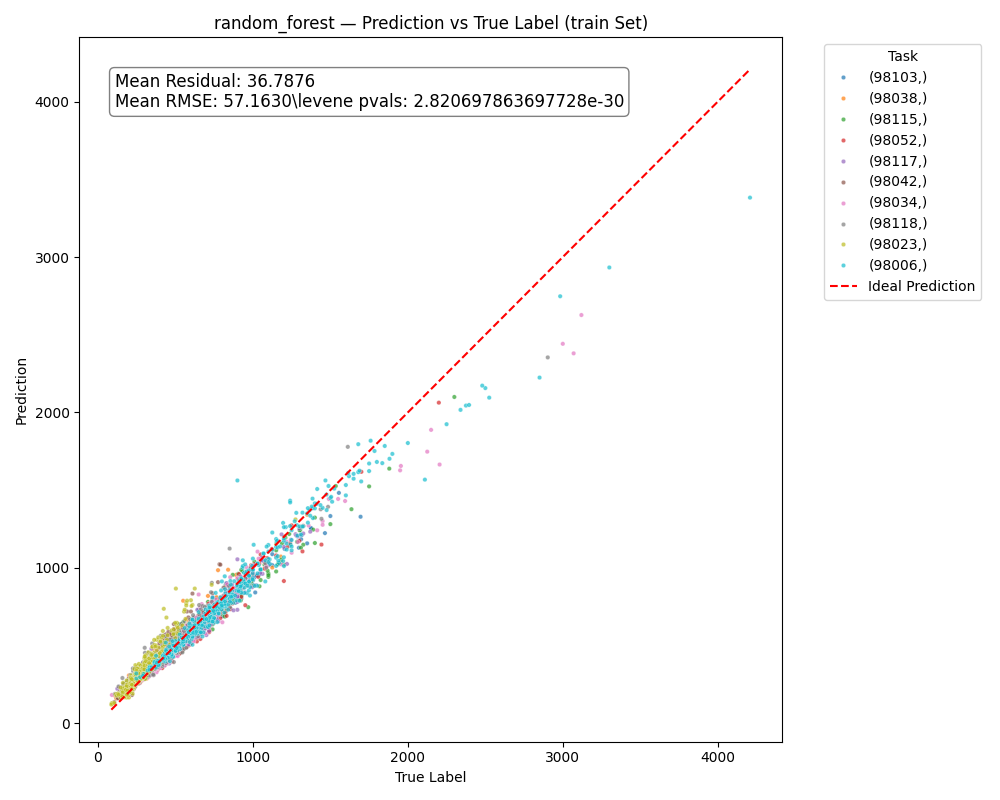 random_forest — Prediction vs True Label (train Set)
Mean Residual: 36.7876
Mean RMSE: 57.1630\levene pvals: 2.820697863697728e-30
Task
(98103,)
(98038,)
(98115,)
(98052,)
(98117,)
(98042,)
(98034,)
(98118,)
(98023,)
(98006,)
Ideal Prediction
Prediction
4000
3000
2000
1000
0
0 1000 2000 3000 4000
True Label